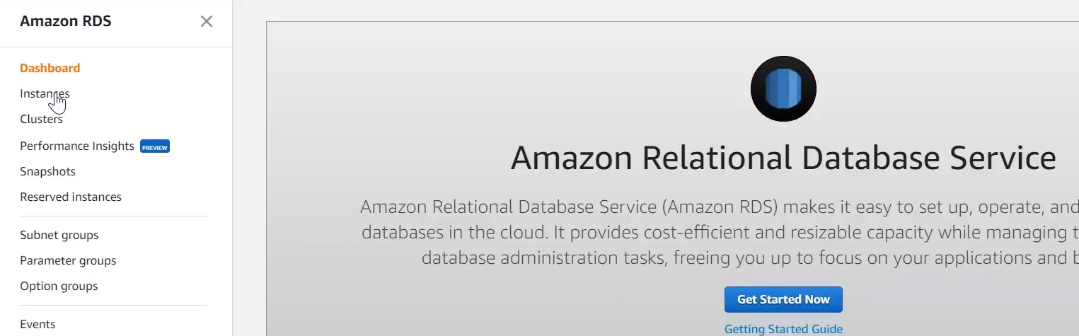 Amazon RDS
Dashboard
Instances
Clusters
Performance Insights PREVIEW
Snapshots
Reserved instances
Subnet groups
Parameter groups
Option groups
Events
Amazon Relational Database Service
Amazon Relational Database Service (Amazon RDS) makes it easy to set up, operate, and
databases in the cloud. It provides cost-efficient and resizable capacity while managing t
database administration tasks, freeing you up to focus on your applications and b
Get Started Now
Getting Started Guide